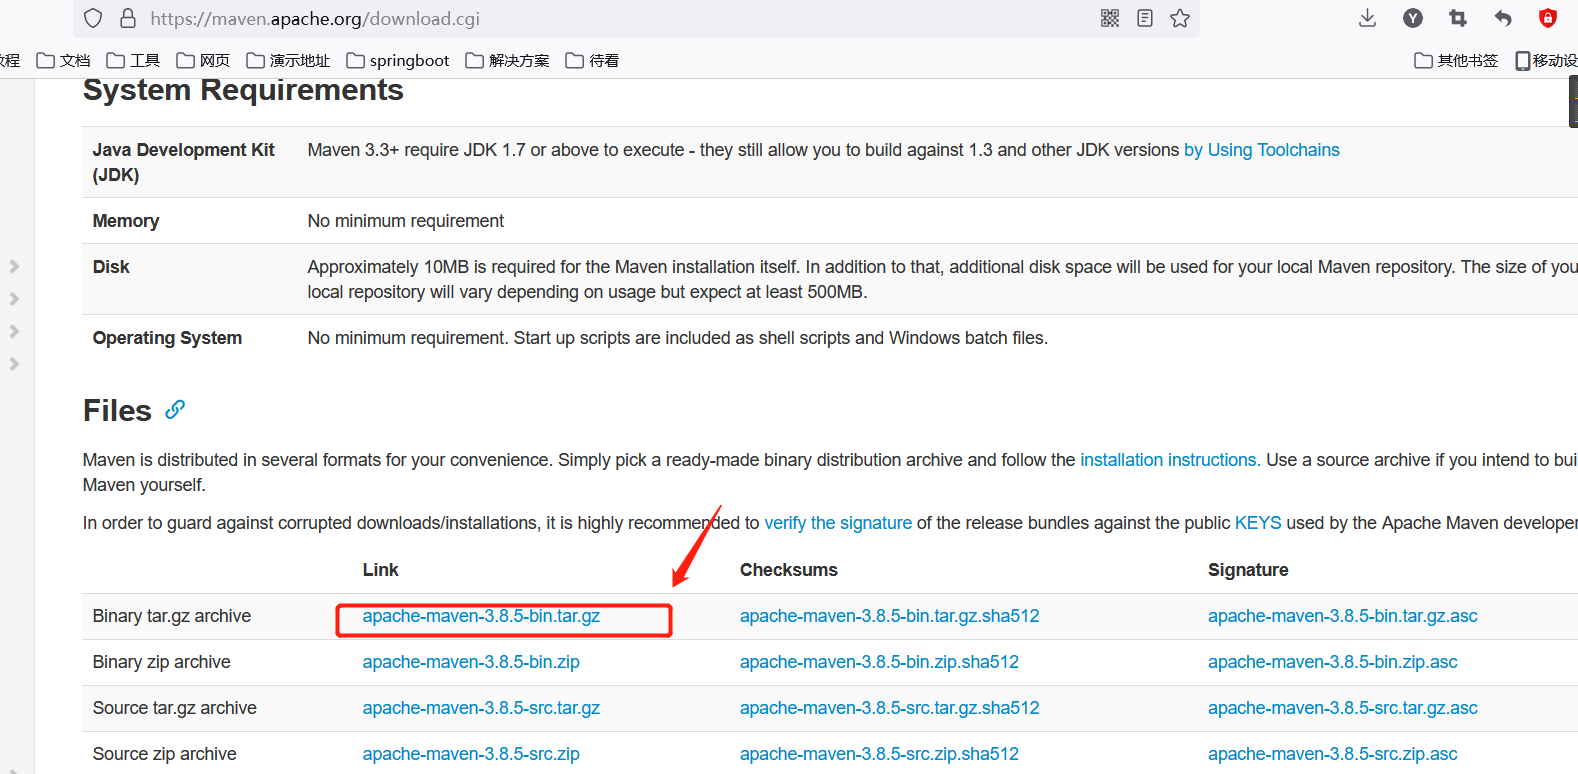 https://maven.apache.org/download.cgi
Y
教程 文档 工具 网页 演示地址 springboot 解决方案 待看 其他书签 移动设
System Requirements
Java Development Kit (JDK)
Maven 3.3+ require JDK 1.7 or above to execute - they still allow you to build against 1.3 and other JDK versions by Using Toolchains
Memory No minimum requirement
Disk Approximately 10MB is required for the Maven installation itself. In addition to that, additional disk space will be used for your local Maven repository. The size of you
local repository will vary depending on usage but expect at least 500MB.
Operating System No minimum requirement. Start up scripts are included as shell scripts and Windows batch files.
Files
Maven is distributed in several formats for your convenience. Simply pick a ready-made binary distribution archive and follow the installation instructions. Use a source archive if you intend to bui
Maven yourself.
In order to guard against corrupted downloads/installations, it is highly recommended to verify the signature of the release bundles against the public KEYS used by the Apache Maven developer
Link Checksums Signature
Binary tar.gz archive apache-maven-3.8.5-bin.tar.gz apache-maven-3.8.5-bin.tar.gz.sha512 apache-maven-3.8.5-bin.tar.gz.asc
Binary zip archive apache-maven-3.8.5-bin.zip apache-maven-3.8.5-bin.zip.sha512 apache-maven-3.8.5-bin.zip.asc
Source tar.gz archive apache-maven-3.8.5-src.tar.gz apache-maven-3.8.5-src.tar.gz.sha512 apache-maven-3.8.5-src.tar.gz.asc
Source zip archive apache-maven-3.8.5-src.zip apache-maven-3.8.5-src.zip.sha512 apache-maven-3.8.5-src.zip.asc